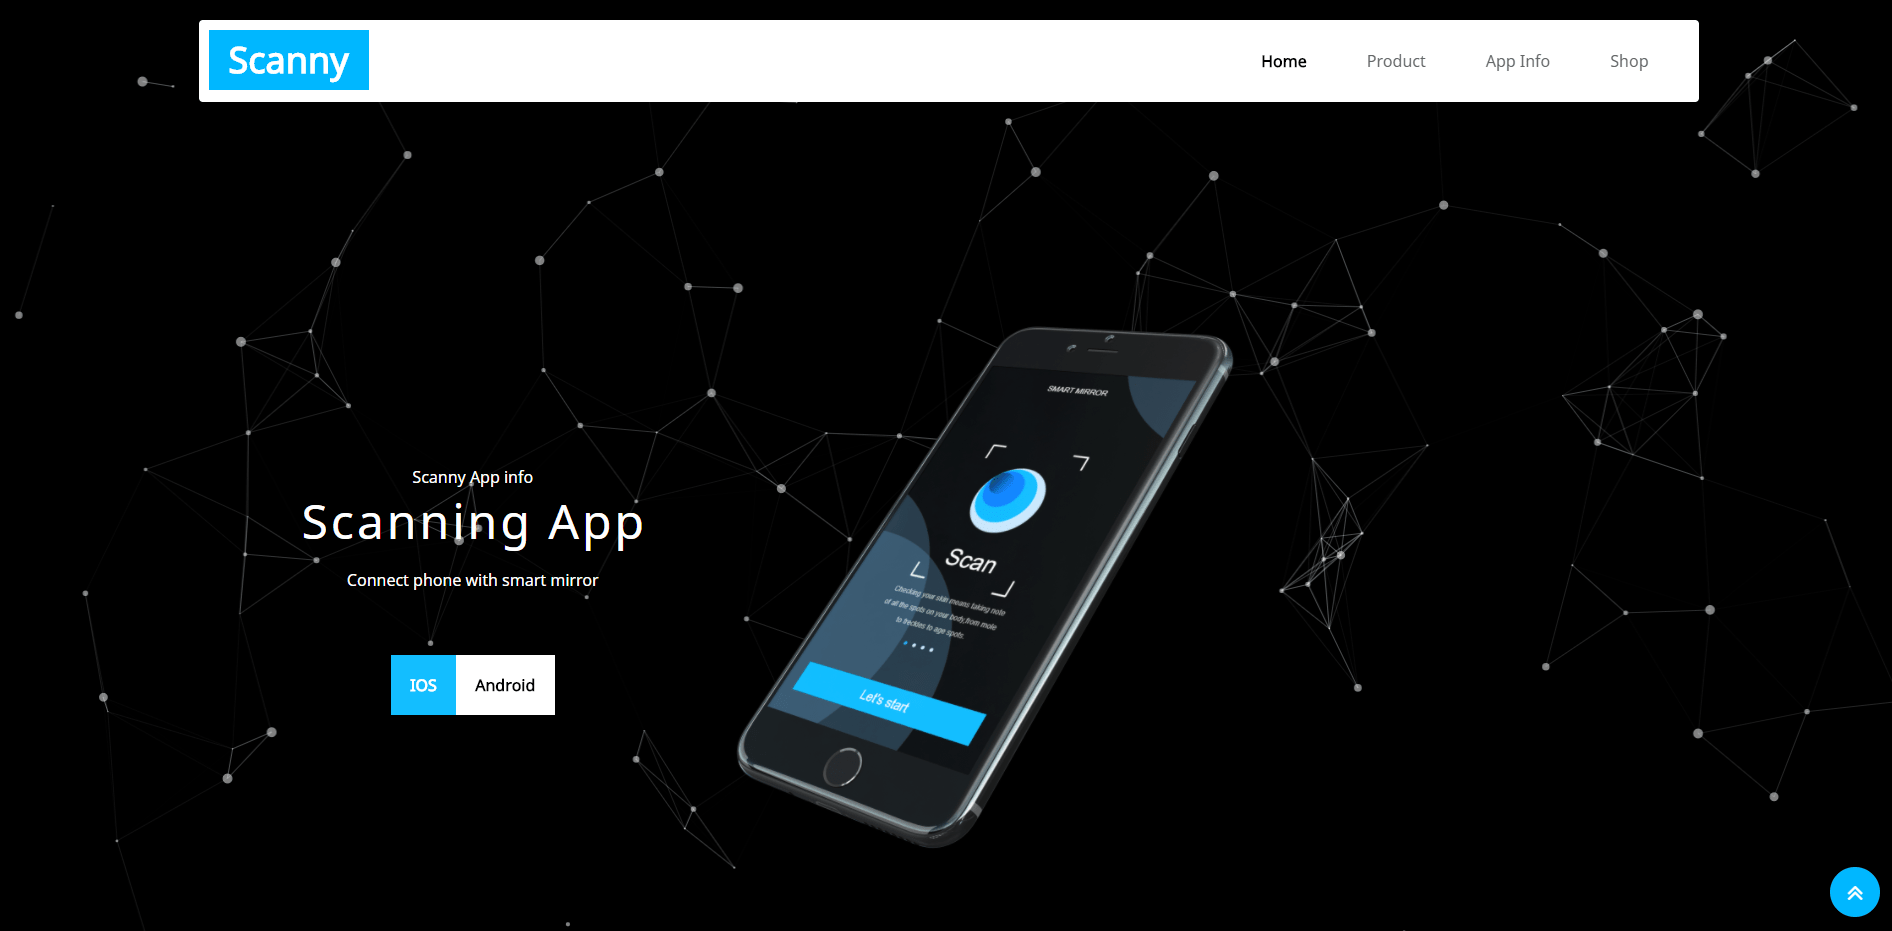 Scanny
Home
Product
App Info
Shop
Scanny App info
Scanning App
Connect phone with smart mirror
IOS
Android
SMART MIRROR
Scan
Checking your skin means taking note
of all the spots on your body,from mole
to freckles to age spots.
Let's start